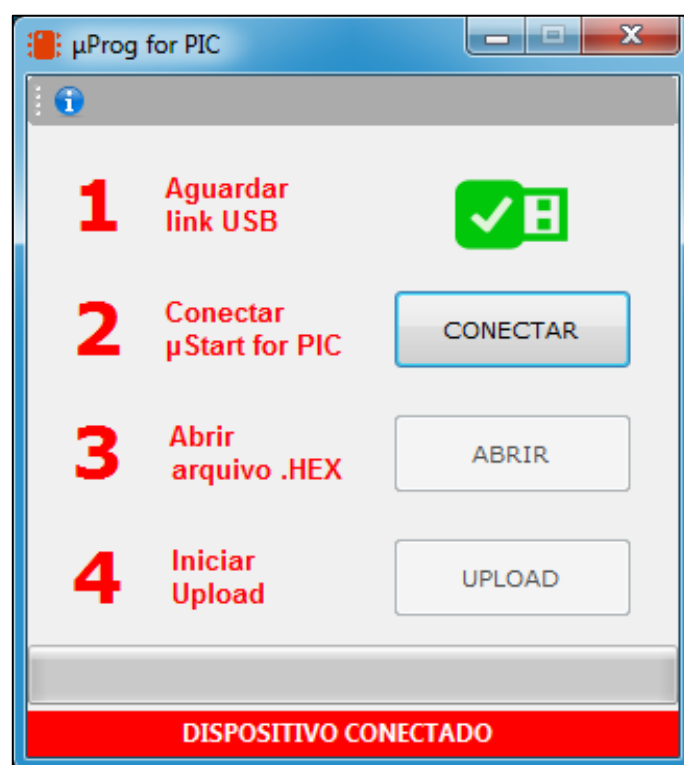 µProg for PIC
1 Aguardar
link USB
2 Conectar
µStart for PIC
CONECTAR
3 Abrir
arquivo .HEX
ABRIR
4 Iniciar
Upload
UPLOAD
DISPOSITIVO CONECTADO